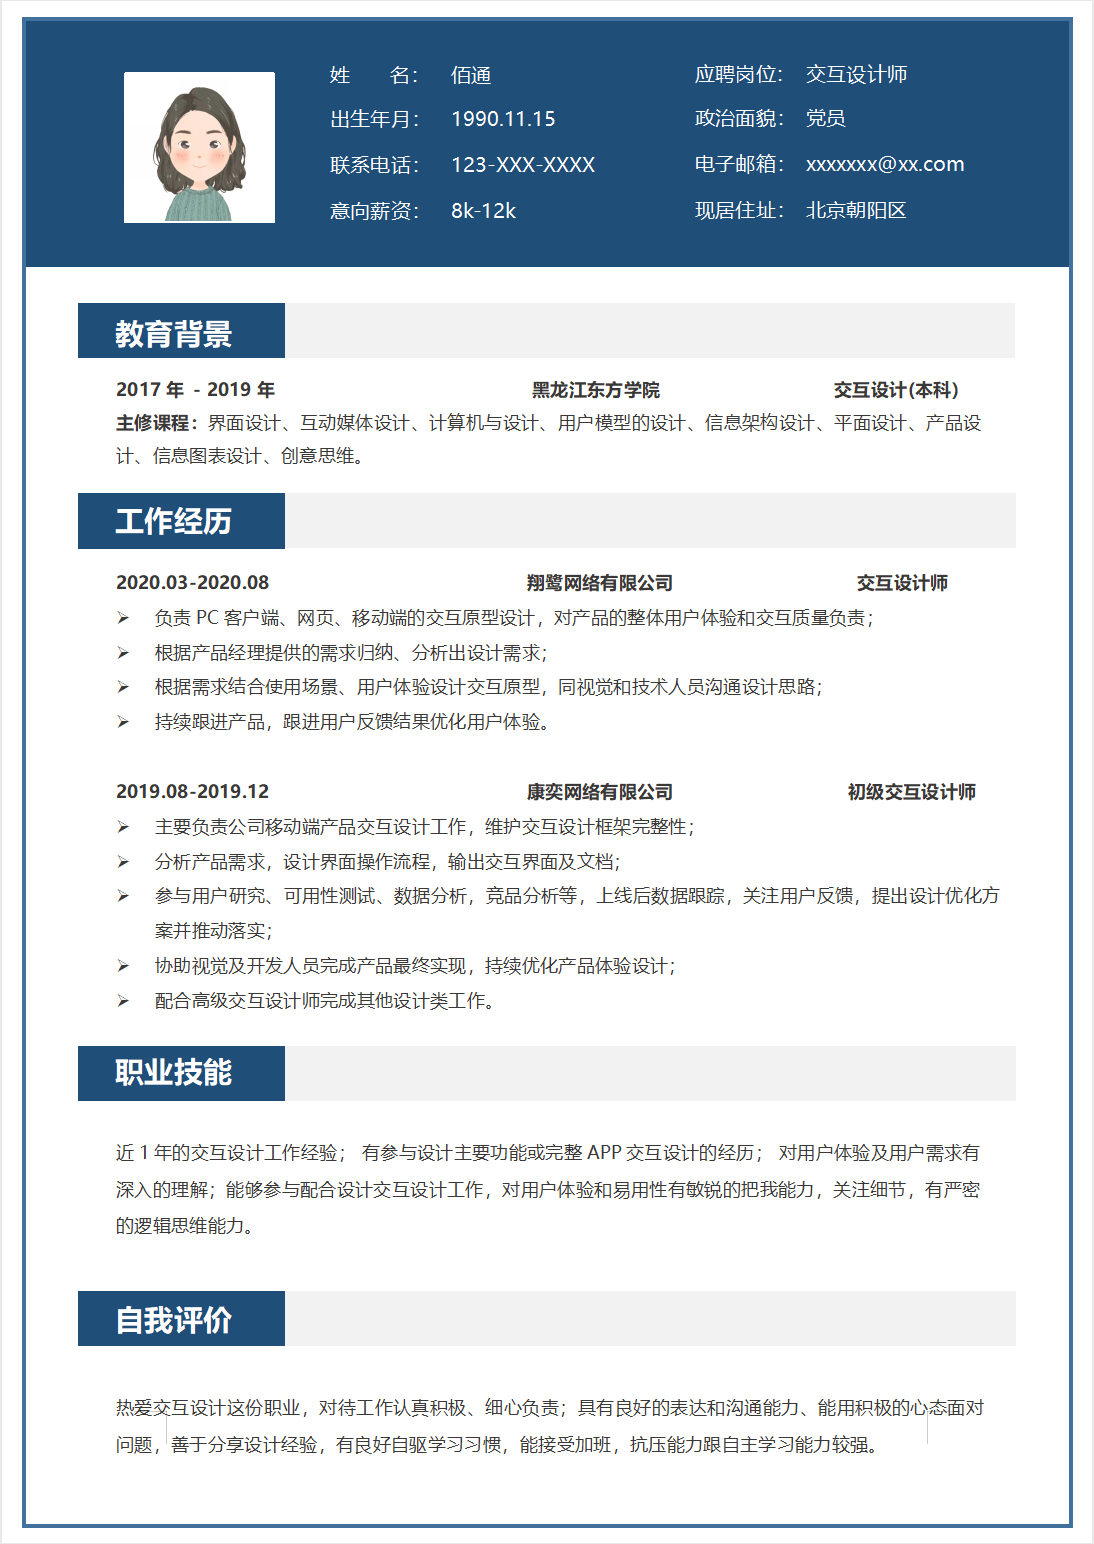 姓 名： 佰通 应聘岗位： 交互设计师
出生年月： 1990.11.15 政治面貌： 党员
联系电话： 123-XXX-XXXX 电子邮箱： xxxxxxx@xx.com
意向薪资： 8k-12k 现居住址： 北京朝阳区
教育背景
2017 年 - 2019 年 黑龙江东方学院 交互设计(本科)
主修课程：界面设计、互动媒体设计、计算机与设计、用户模型的设计、信息架构设计、平面设计、产品设
计、信息图表设计、创意思维。
工作经历
2020.03-2020.08 翔鹭网络有限公司 交互设计师
➢ 负责 PC 客户端、网页、移动端的交互原型设计，对产品的整体用户体验和交互质量负责；
➢ 根据产品经理提供的需求归纳、分析出设计需求；
➢ 根据需求结合使用场景、用户体验设计交互原型，同视觉和技术人员沟通设计思路；
➢ 持续跟进产品，跟进用户反馈结果优化用户体验。
2019.08-2019.12 康奕网络有限公司 初级交互设计师
➢ 主要负责公司移动端产品交互设计工作，维护交互设计框架完整性；
➢ 分析产品需求，设计界面操作流程，输出交互界面及文档；
➢ 参与用户研究、可用性测试、数据分析，竞品分析等，上线后数据跟踪，关注用户反馈，提出设计优化方
案并推动落实；
➢ 协助视觉及开发人员完成产品最终实现，持续优化产品体验设计；
➢ 配合高级交互设计师完成其他设计类工作。
职业技能
近 1 年的交互设计工作经验； 有参与设计主要功能或完整 APP 交互设计的经历； 对用户体验及用户需求有
深入的理解；能够参与配合设计交互设计工作，对用户体验和易用性有敏锐的把我能力，关注细节，有严密
的逻辑思维能力。
自我评价
热爱交互设计这份职业，对待工作认真积极、细心负责；具有良好的表达和沟通能力、能用积极的心态面对
问题，善于分享设计经验，有良好自驱学习习惯，能接受加班，抗压能力跟自主学习能力较强。